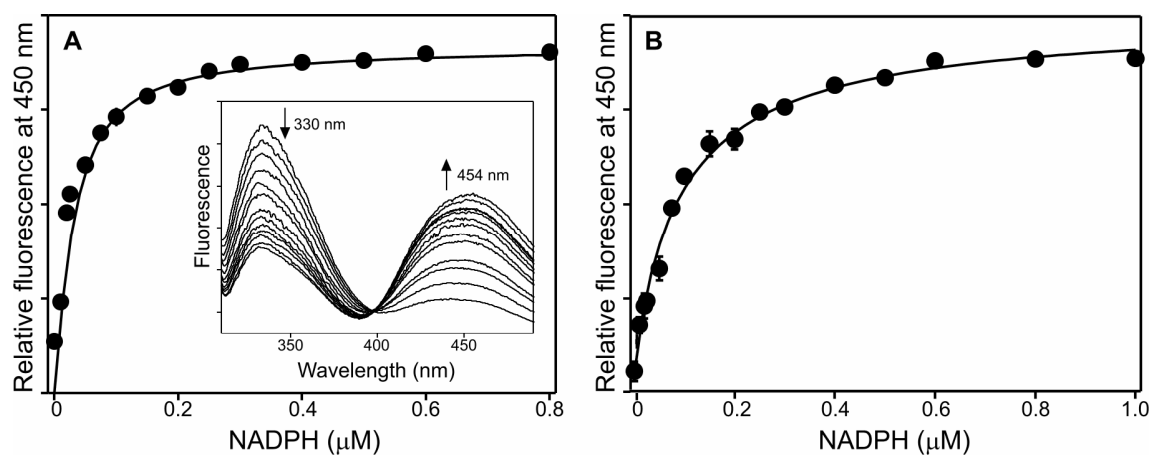 A
Relative fluorescence at 450 nm
0
0.2
0.4
0.6
0.8
NADPH (μM)
330 nm
454 nm
Fluorescence
350
400
450
Wavelength (nm)
B
Relative fluorescence at 450 nm
0
0.2
0.4
0.6
0.8
1.0
NADPH (μM)